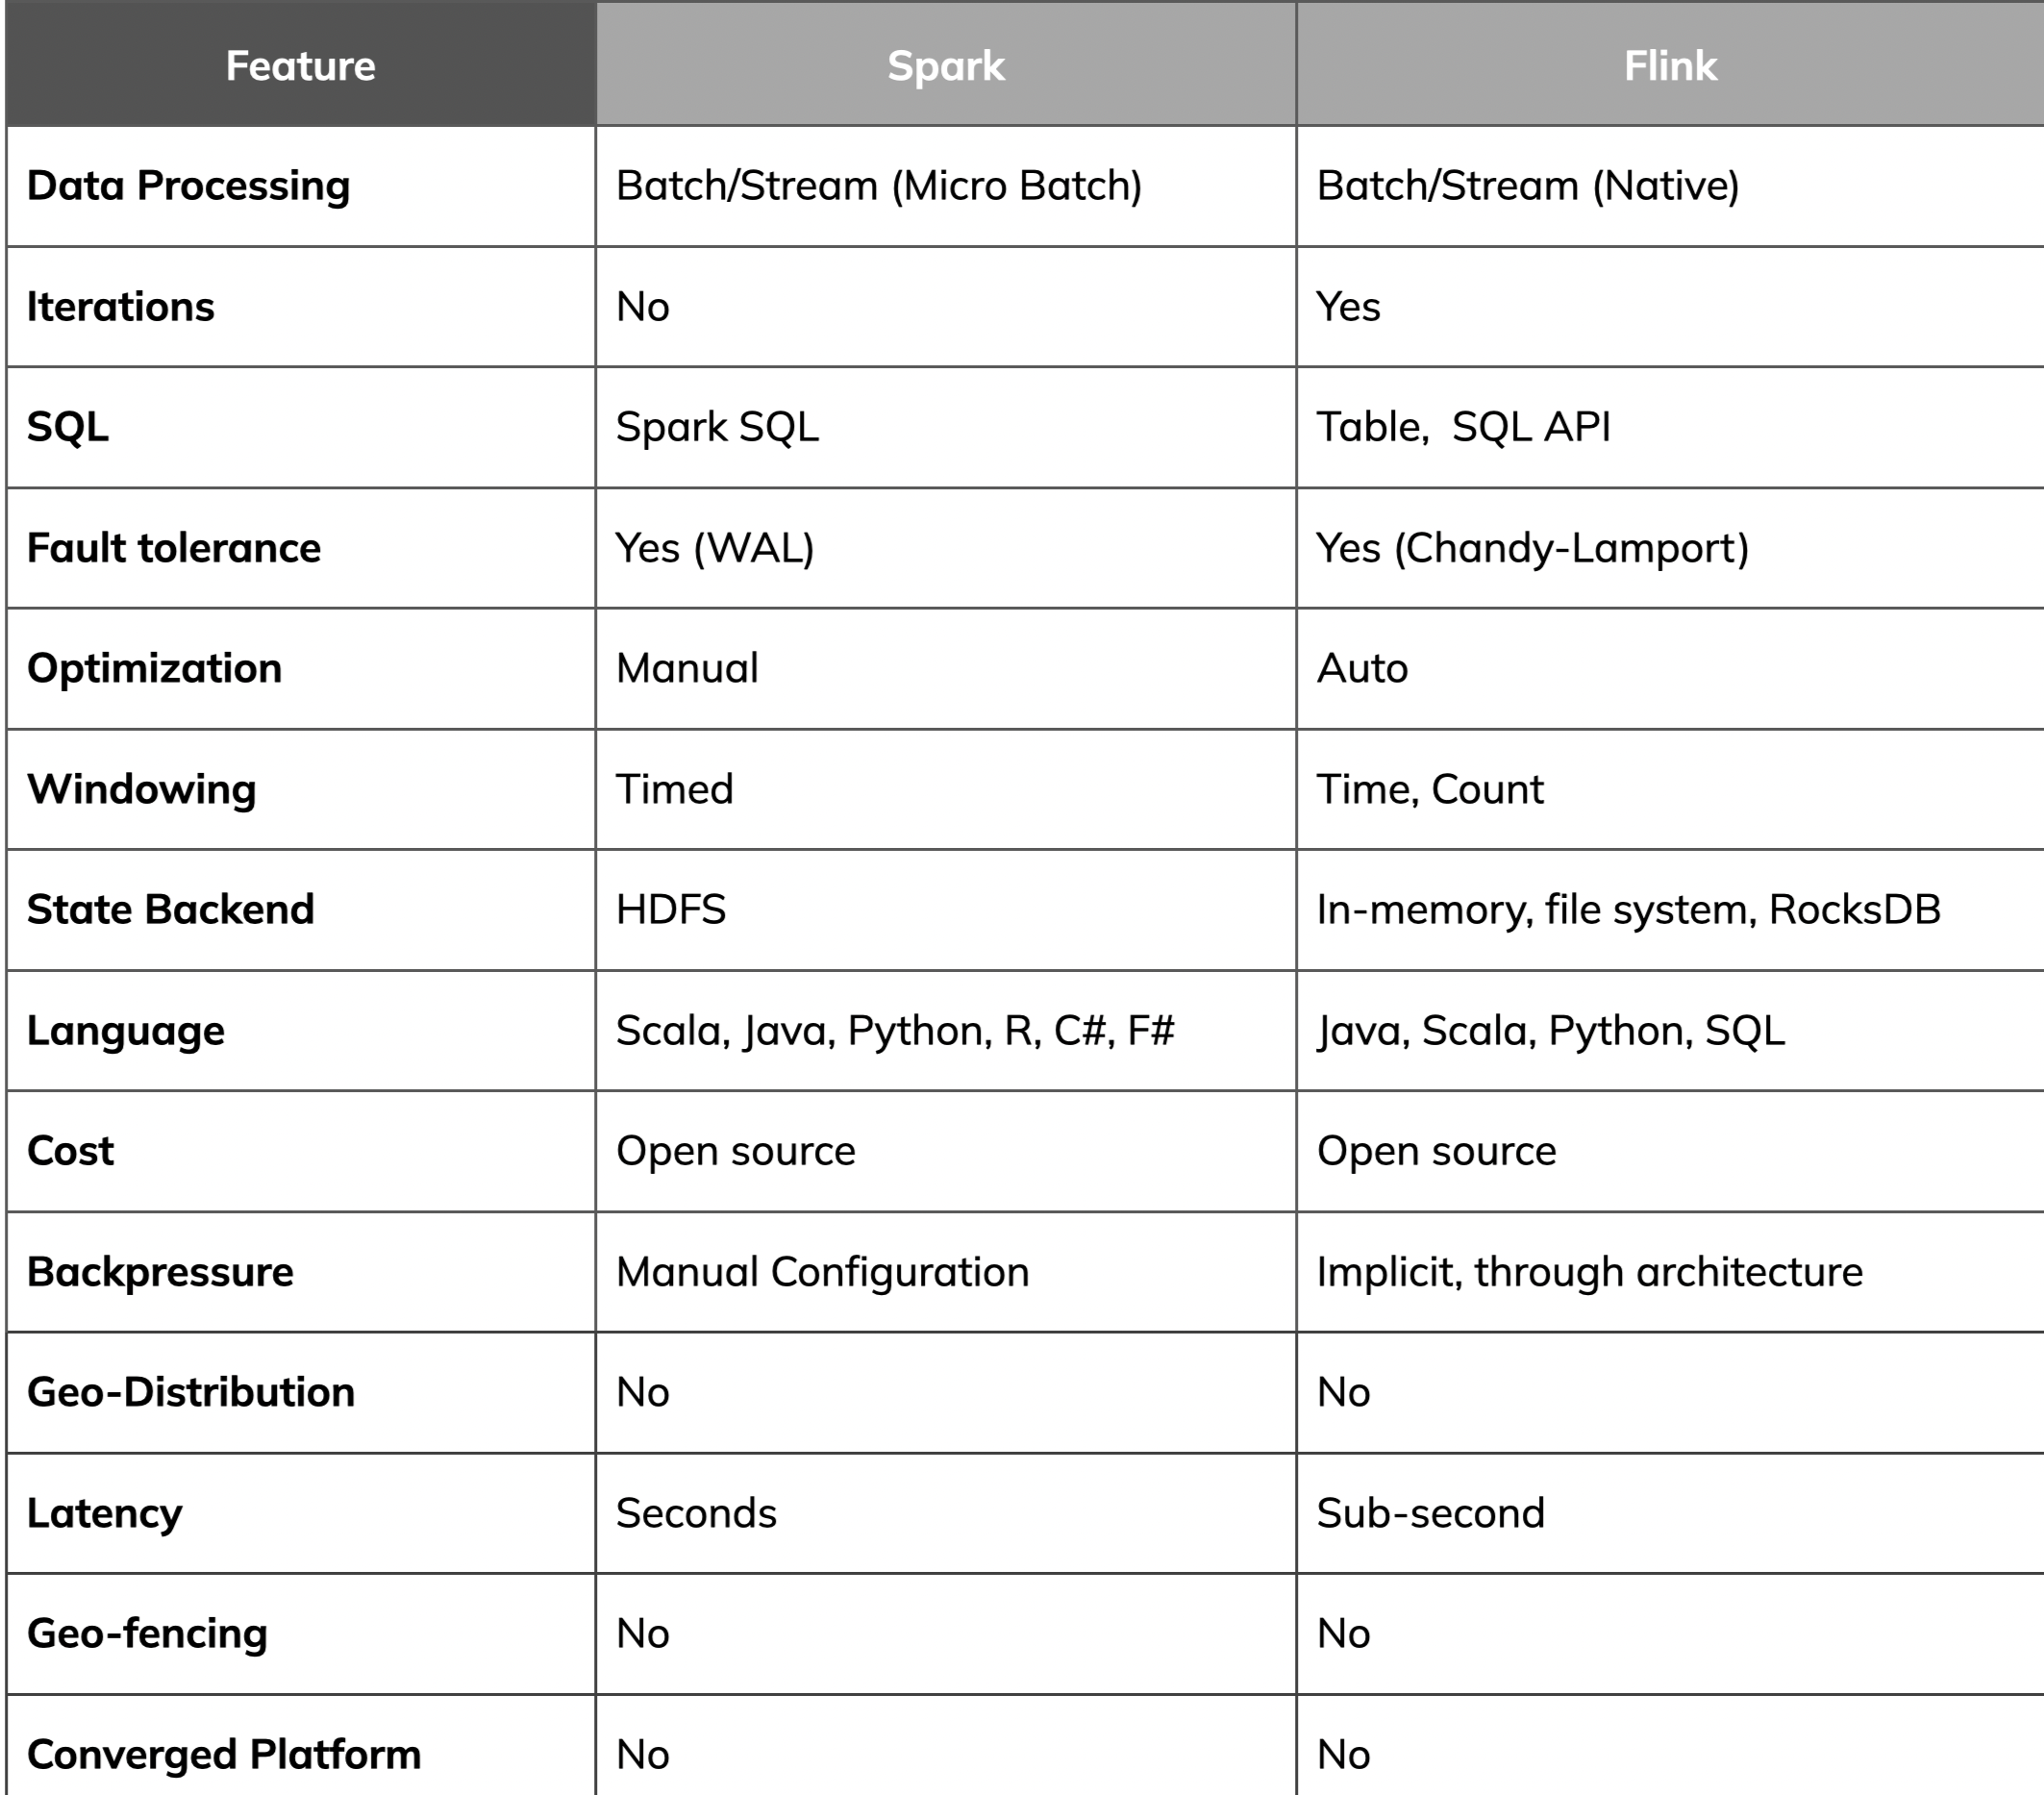 Feature Spark Flink
Data Processing Batch/Stream (Micro Batch) Batch/Stream (Native)
Iterations No Yes
SQL Spark SQL Table,  SQL API
Fault tolerance Yes (WAL) Yes (Chandy-Lamport)
Optimization Manual Auto
Windowing Timed Time, Count
State Backend HDFS In-memory, file system, RocksDB
Language Scala, Java, Python, R, C#, F# Java, Scala, Python, SQL
Cost Open source Open source
Backpressure Manual Configuration Implicit, through architecture
Geo-Distribution No No
Latency Seconds Sub-second
Geo-fencing No No
Converged Platform No No